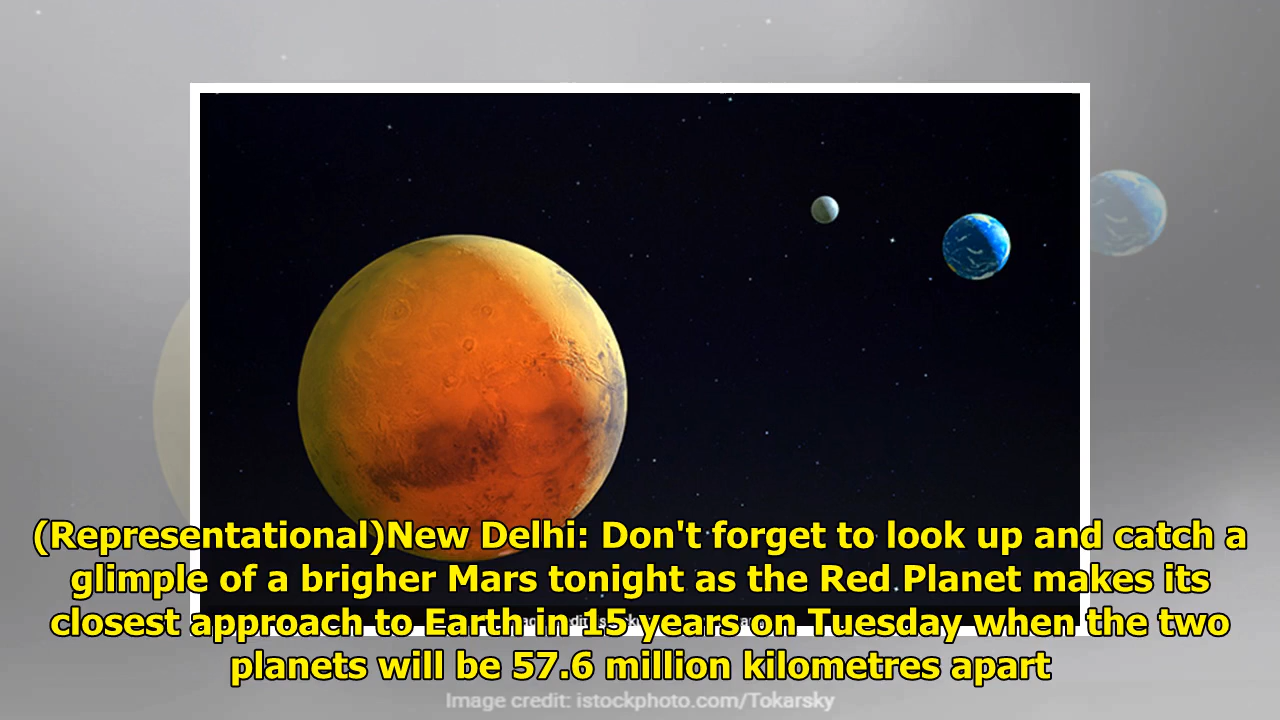 (Representational)New Delhi: Don't forget to look up and catch a
glimple of a brigher Mars tonight as the Red Planet makes its
closest approach to Earth in 15 years on Tuesday when the two
planets will be 57.6 million kilometres apart
Image credit: istockphoto.com/Tokarsky